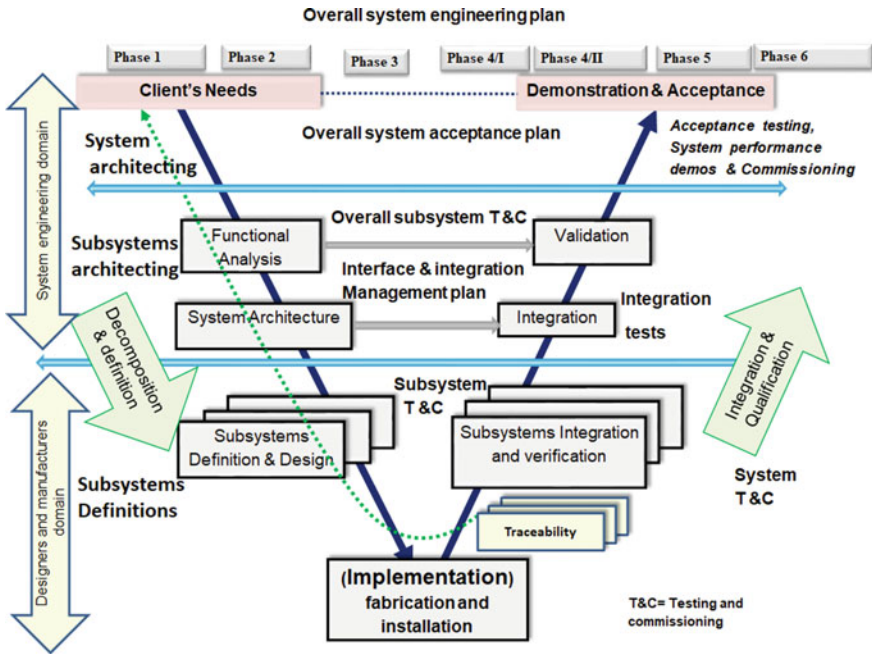 Overall system engineering plan
Phase 1
Phase 2
Phase 3
Phase 4/I
Phase 4/II
Phase 5
Phase 6
Client's Needs
Demonstration & Acceptance
System
architecting
Overall system acceptance plan
Acceptance testing,
System performance
demos & Commissioning
System engineering domain
Subsystems
architecting
Functional
Analysis
Overall subsystem T&C
Validation
Interface & integration
Management plan
System Architecture
Integration
Integration
tests
Decomposition
& definition
Integration &
Qualification
Subsystem
T&C
Designers and manufacturers
domain
Subsystems
Definition & Design
Subsystems Integration
and verification
Subsystems
Definitions
System
T&C
Traceability
(Implementation)
fabrication and
installation
T&C= Testing and
commissioning